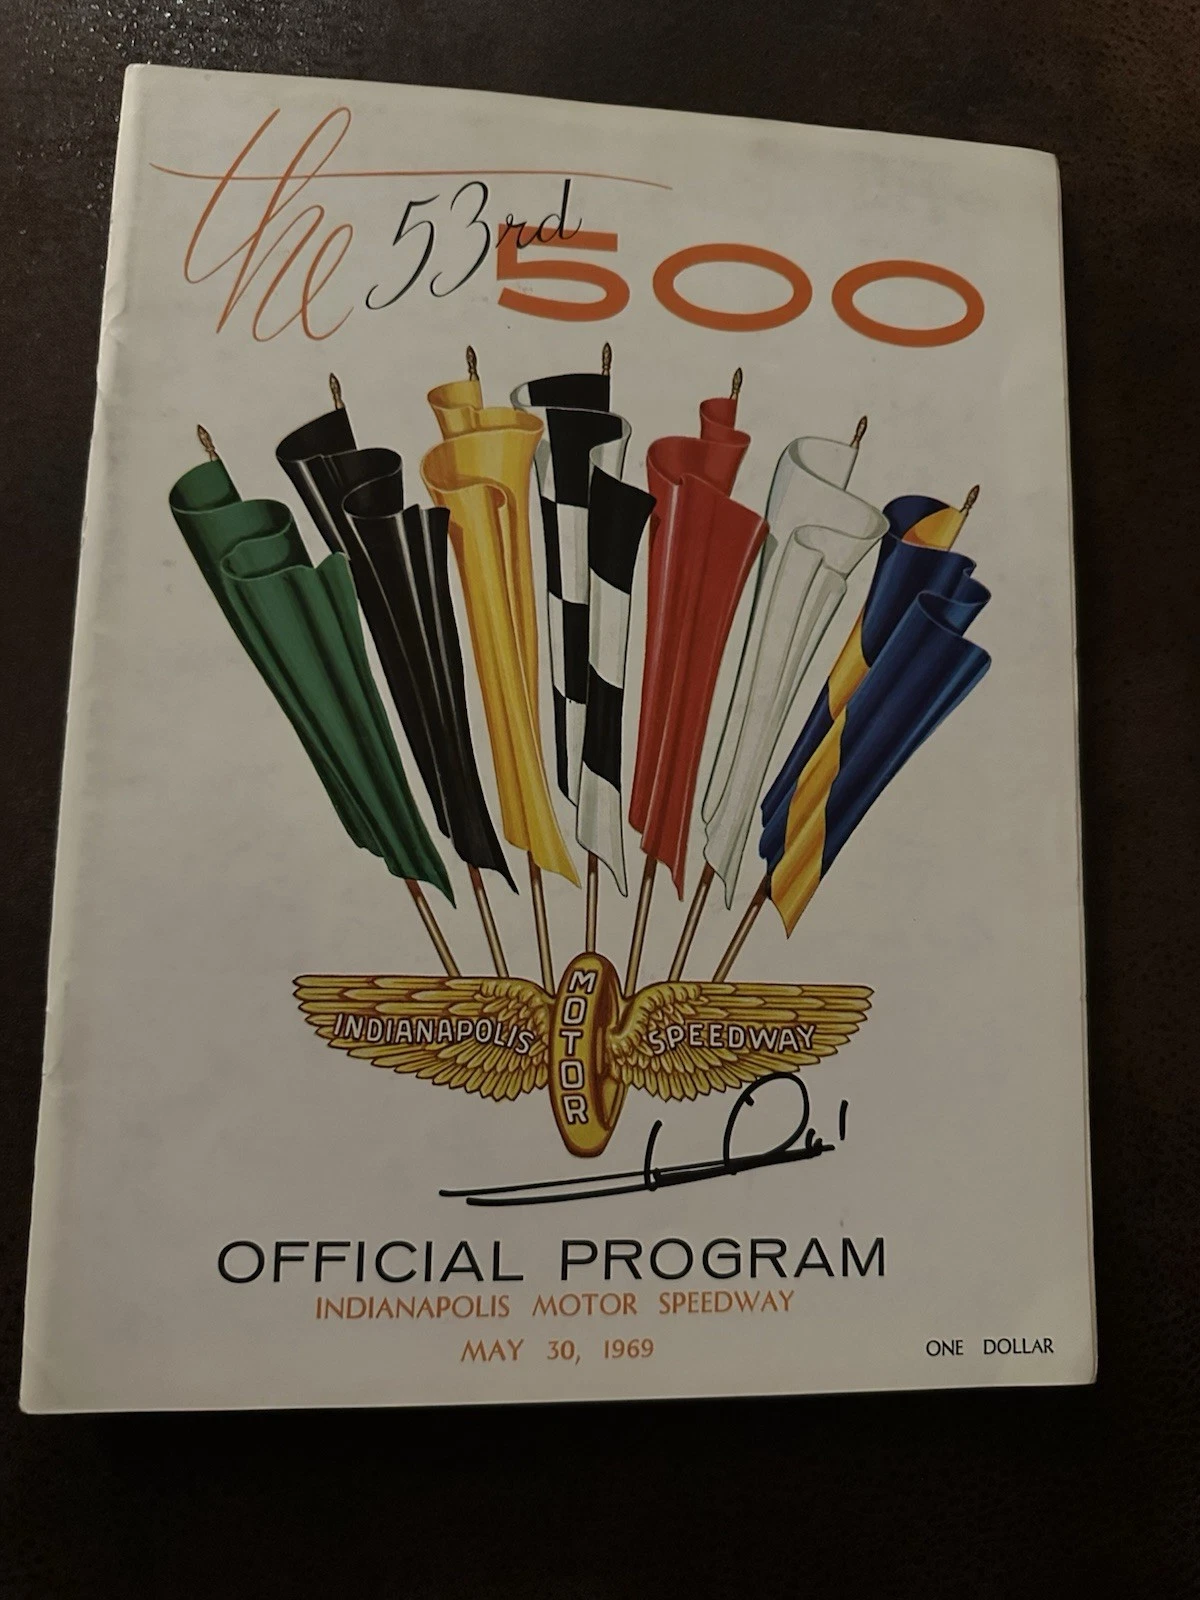 the 53rd 500
INDIANAPOLIS MOTOR SPEEDWAY
OFFICIAL PROGRAM
INDIANAPOLIS MOTOR SPEEDWAY
MAY 30, 1969
ONE DOLLAR